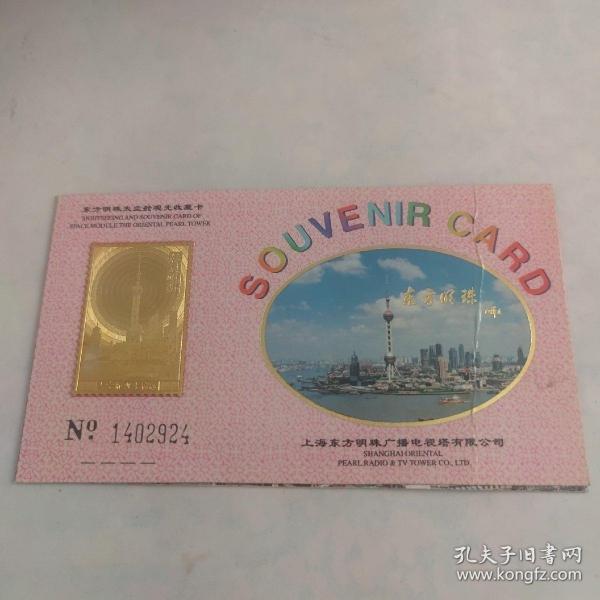 东方明珠太空舱观光收藏卡
SIGHTSEEING AND SOUVENIR CARD OF
SPACE MODULE THE ORIENTAL PEARL TOWER
SOUVENIR CARD
东方明珠
No 1402924
上海东方明珠广播电视塔有限公司
SHANGHAI ORIENTAL
PEARL RADIO & TV TOWER CO., LTD.
孔夫子旧书网
www.kongfz.com